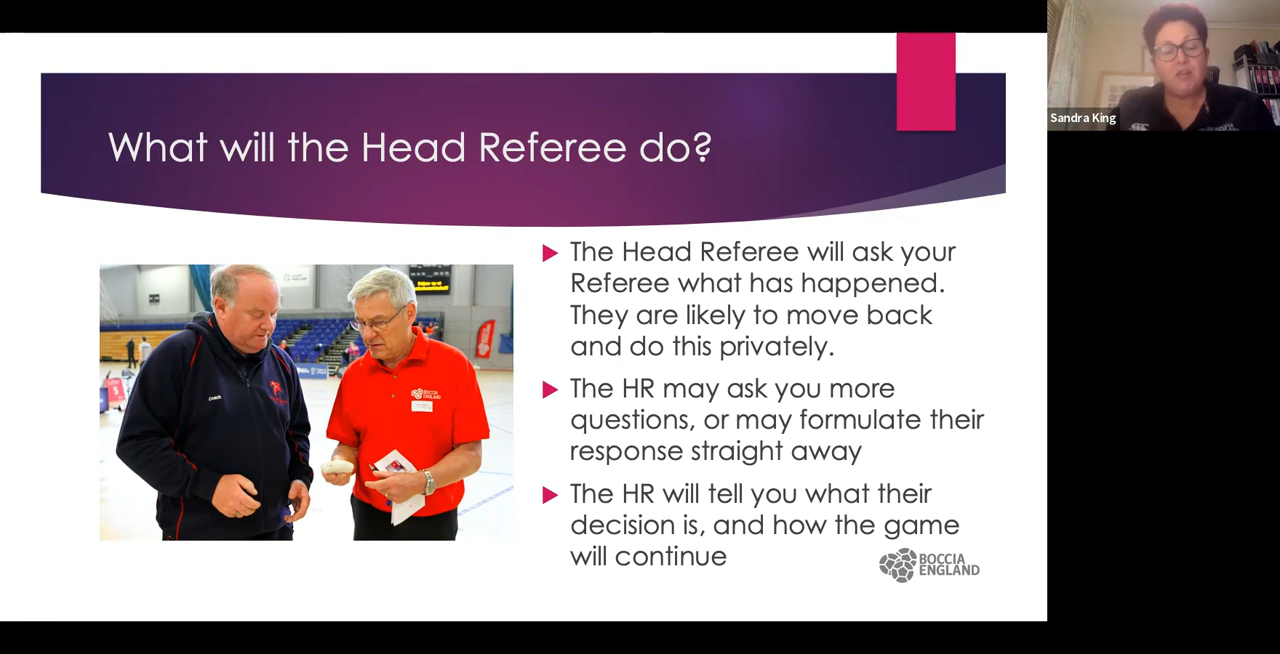 What will the Head Referee do?
Sandra King
The Head Referee will ask your
Referee what has happened.
They are likely to move back
and do this privately.
The HR may ask you more
questions, or may formulate their
response straight away
The HR will tell you what their
decision is, and how the game
will continue
Coach
BOCCIA
ENGLAND
BOCCIA
ENGLAND